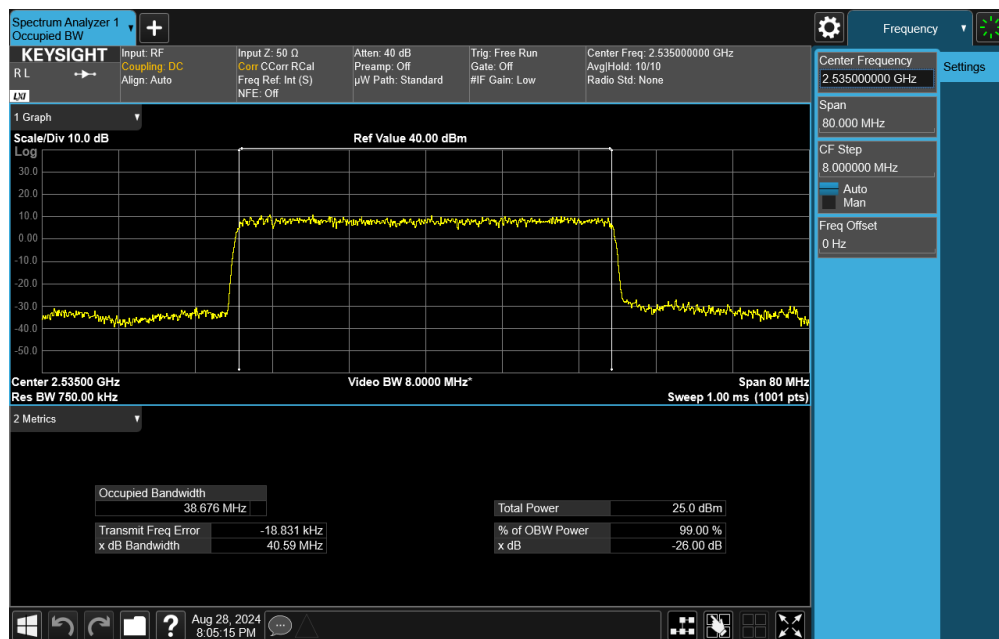 Spectrum Analyzer 1
Occupied BW
Frequency
KEYSIGHT
R L
LXI
Input: RF
Coupling: DC
Align: Auto
Input Z: 50 Ω
Corr CCorr RCal
Freq Ref: Int (S)
NFE: Off
Atten: 40 dB
Preamp: Off
µW Path: Standard
Trig: Free Run
Gate: Off
#IF Gain: Low
Center Freq: 2.535000000 GHz
Avg|Hold: 10/10
Radio Std: None
Center Frequency
2.535000000 GHz
Settings
Span
80.000 MHz
CF Step
8.000000 MHz
Auto
Man
Freq Offset
0 Hz
1 Graph
Scale/Div 10.0 dB
Ref Value 40.00 dBm
Log
30.0
20.0
10.0
0.00
-10.0
-20.0
-30.0
-40.0
-50.0
Center 2.53500 GHz
Video BW 8.0000 MHz*
Span 80 MHz
Res BW 750.00 kHz
Sweep 1.00 ms (1001 pts)
2 Metrics
Occupied Bandwidth
38.676 MHz
Transmit Freq Error -18.831 kHz
x dB Bandwidth 40.59 MHz
Total Power 25.0 dBm
% of OBW Power 99.00 %
x dB -26.00 dB
Aug 28, 2024
8:05:15 PM